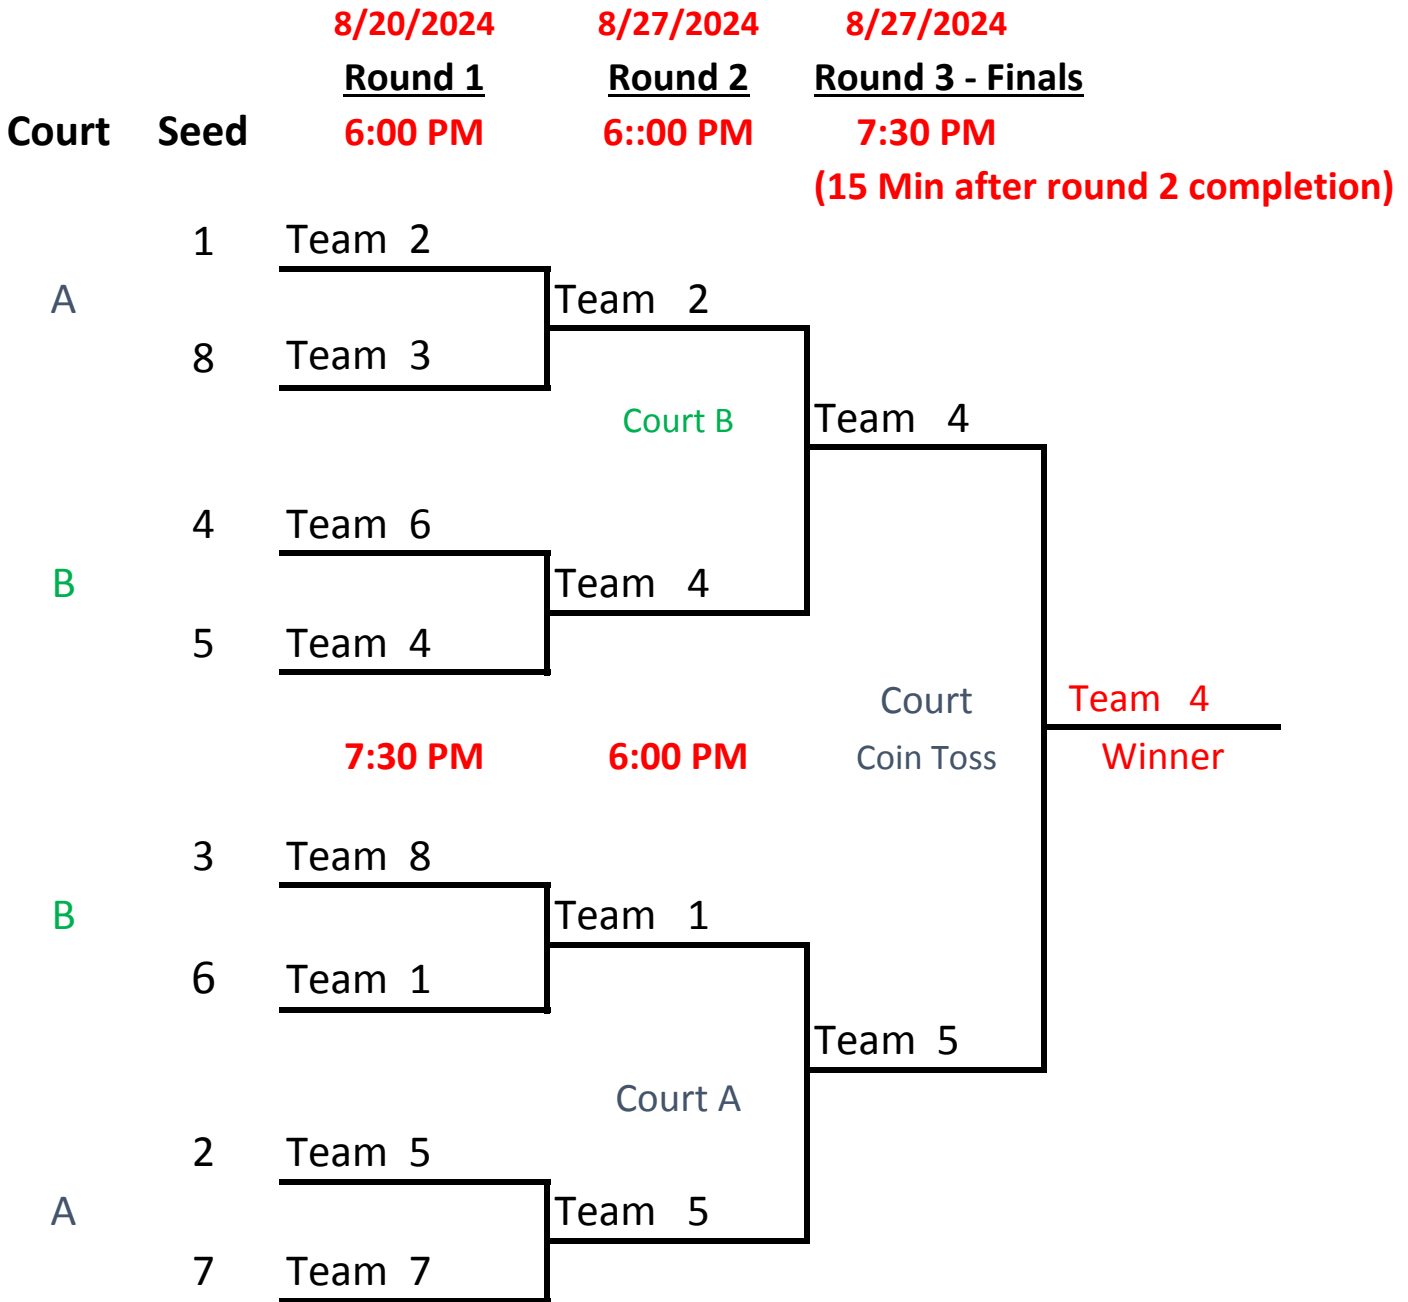 8/20/2024 8/27/2024 8/27/2024
Round 1 Round 2 Round 3 - Finals
Court Seed 6:00 PM 6::00 PM 7:30 PM
(15 Min after round 2 completion)
1 Team 2
A Team 2
8 Team 3
Court B Team 4
4 Team 6
B Team 4
5 Team 4
Court Team 4
7:30 PM 6:00 PM Coin Toss Winner
3 Team 8
B Team 1
6 Team 1
Team 5
Court A
2 Team 5
A Team 5
7 Team 7